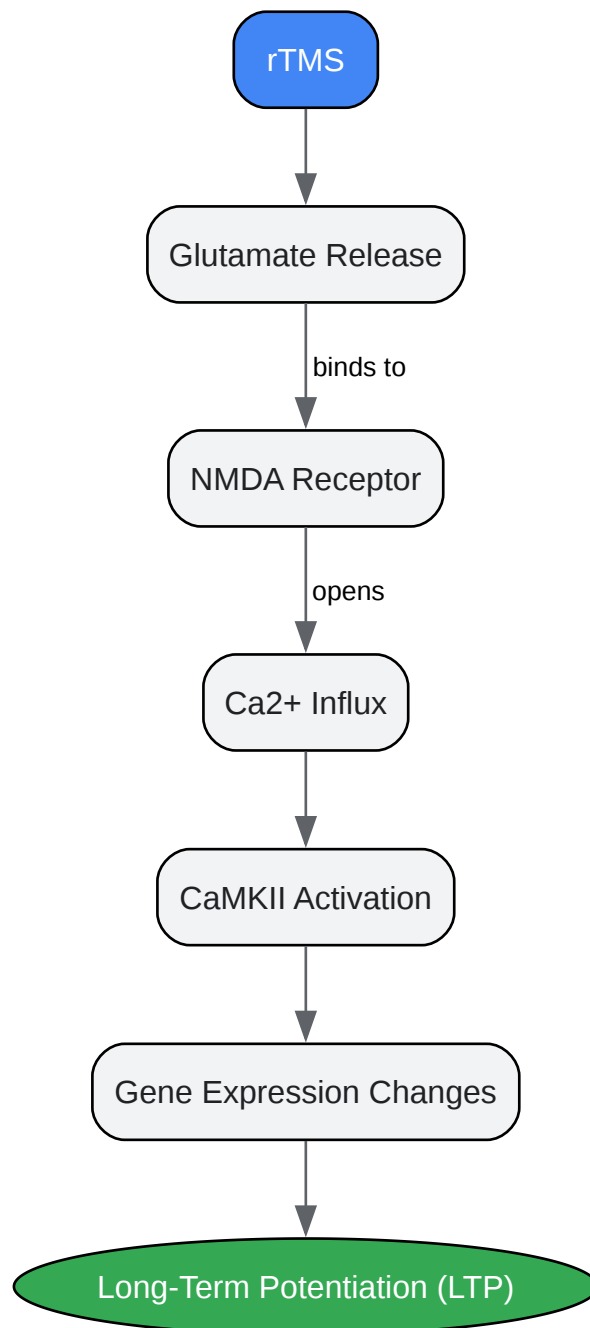 rTMS
Glutamate Release
binds to
NMDA Receptor
opens
Ca2+ Influx
CaMKII Activation
Gene Expression Changes
Long-Term Potentiation (LTP)